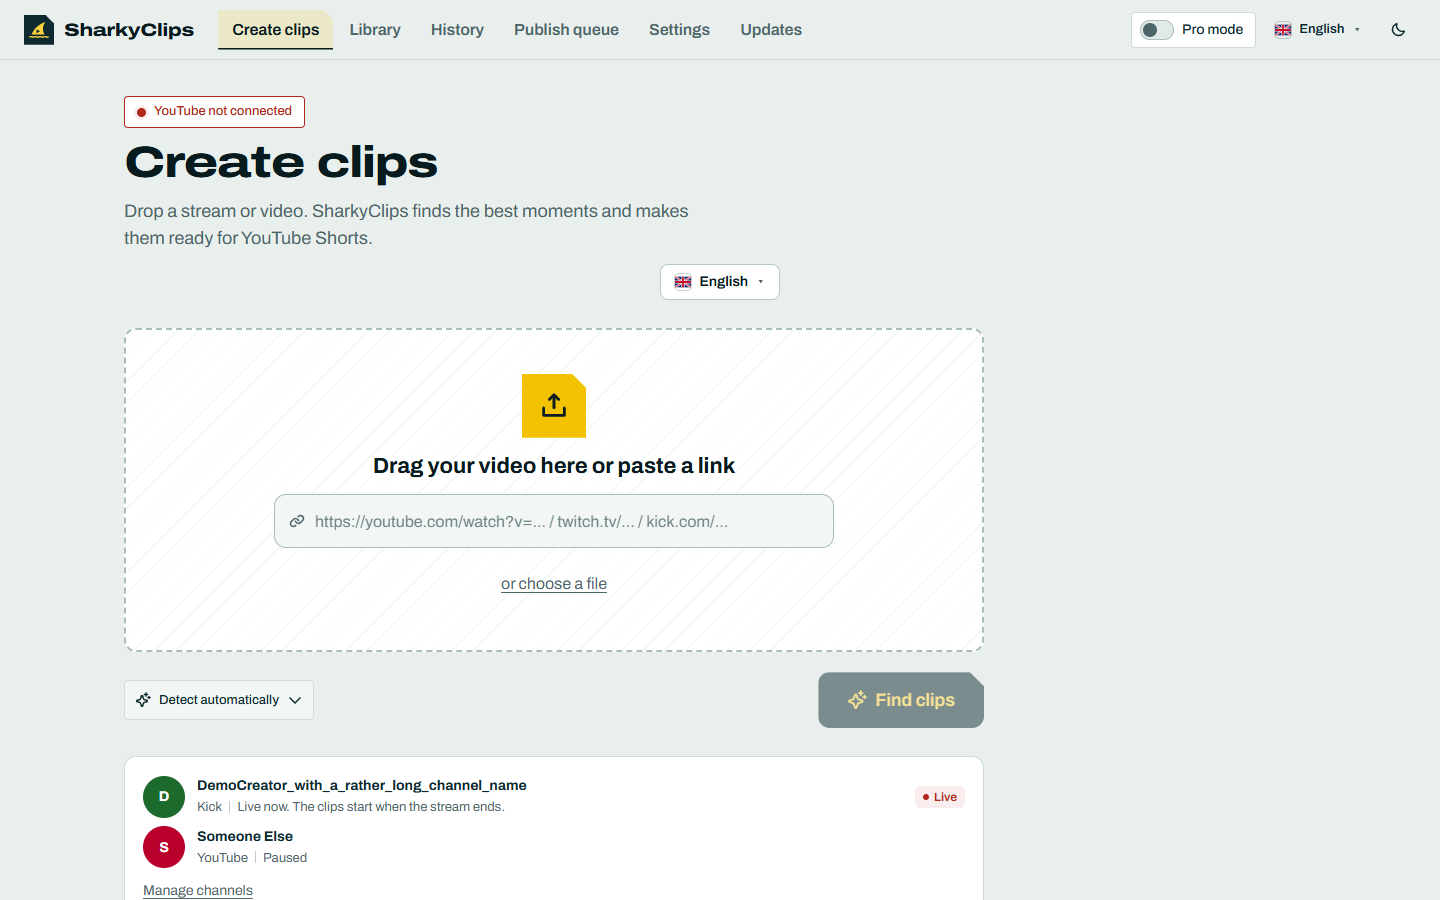 SharkyClips
Create clips
Library
History
Publish queue
Settings
Updates
Pro mode
English
YouTube not connected
Create clips
Drop a stream or video. SharkyClips finds the best moments and makes
them ready for YouTube Shorts.
English
Drag your video here or paste a link
https://youtube.com/watch?v=... / twitch.tv/... / kick.com/...
or choose a file
Detect automatically
Find clips
D
DemoCreator_with_a_rather_long_channel_name
Kick | Live now. The clips start when the stream ends.
Live
S
Someone Else
YouTube | Paused
Manage channels